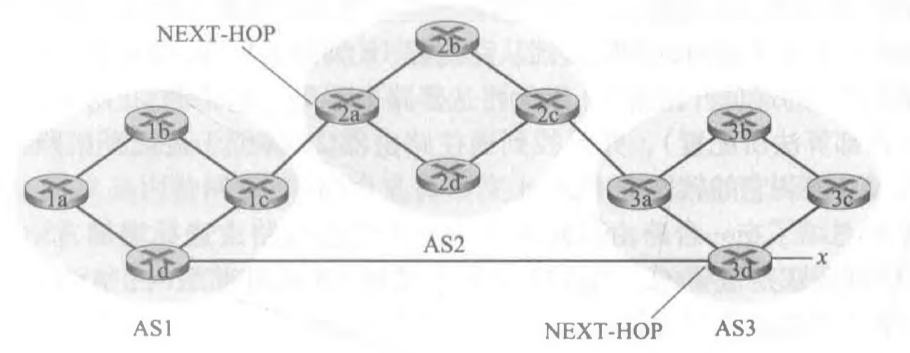 NEXT-HOP
2b
2a
2c
1b
2d
3b
1a
1c
3a
3c
AS2
1d
3d
x
AS1
NEXT-HOP
AS3